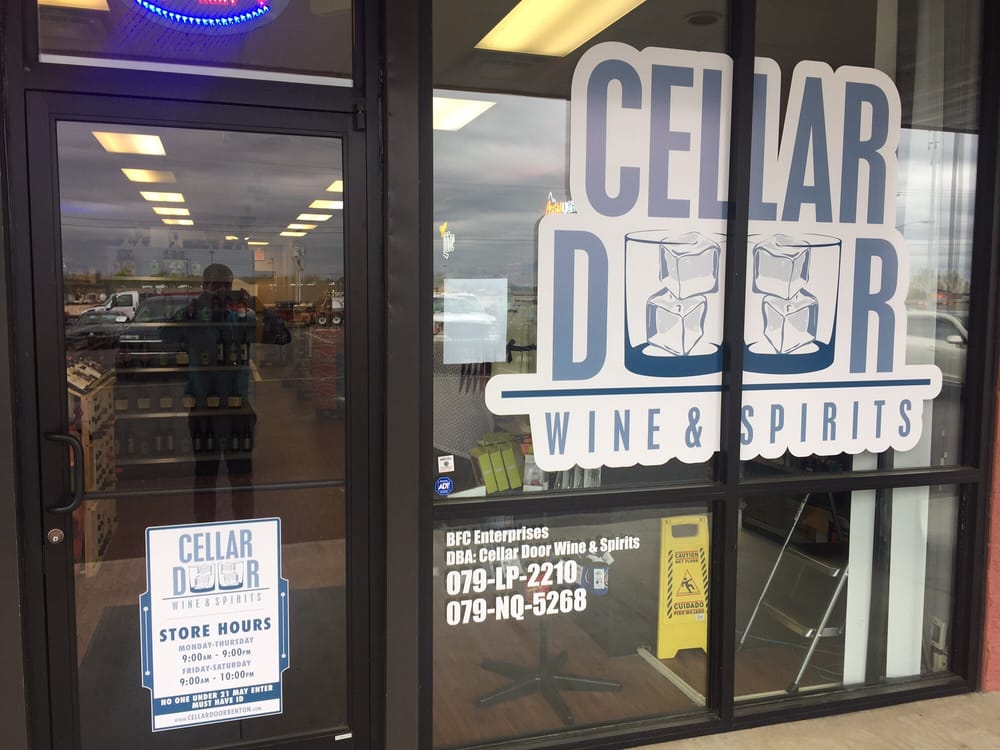 CELLAR
DOOR
WINE & SPIRITS
ADT
BFC Enterprises
DBA: Cellar Door Wine & Spirits
079-LP-2210
079-NQ-5268
CAUTION
WET FLOOR
CUIDADO
PISO MOJADO
CELLAR
DOOR
WINE & SPIRITS
STORE HOURS
MONDAY-THURSDAY
9:00AM - 9:00PM
FRIDAY-SATURDAY
9:00AM - 10:00PM
NO ONE UNDER 21 MAY ENTER
MUST HAVE ID
WWW.CELLARDOORBENTON.COM